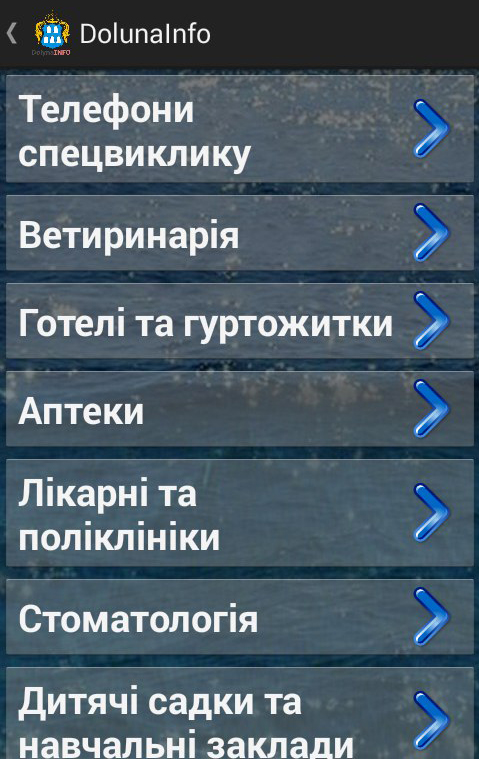 DolunaInfo
DolynaINFO
Телефони
спецвиклику
Ветиринарія
Готелі та гуртожитки
Аптеки
Лікарні та
поліклініки
Стоматологія
Дитячі садки та
навчальні заклади